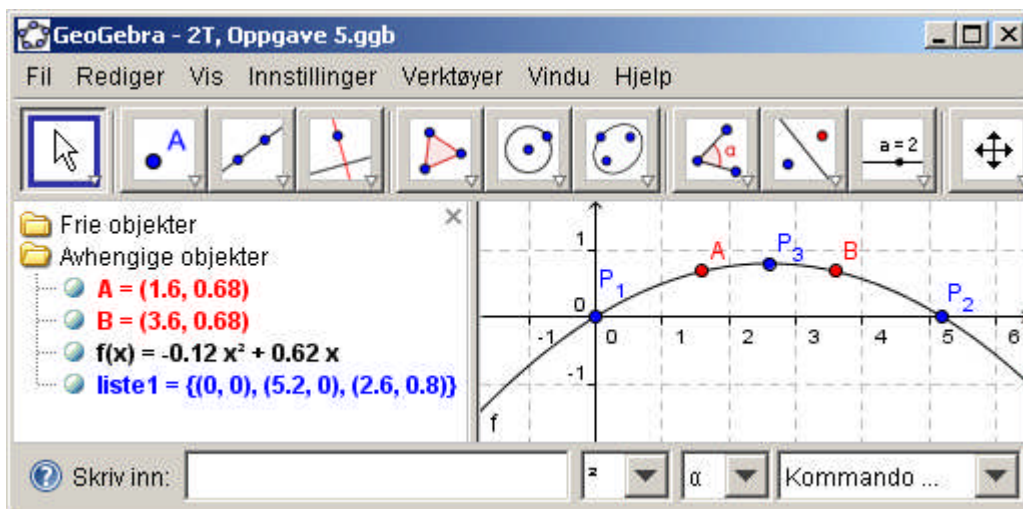 GeoGebra - 2T, Oppgave 5.ggb
Fil Rediger Vis Innstillinger Verktøyer Vindu Hjelp
A α a = 2
Frie objekter
Avhengige objekter
A = (1.6, 0.68)
B = (3.6, 0.68)
f(x) = -0.12 x² + 0.62 x
liste1 = {(0, 0), (5.2, 0), (2.6, 0.8)}
1 A P3 B
P1 P2
0
-1 0 1 2 3 4 5 6
-1
f
Skriv inn: ² α Kommando ...